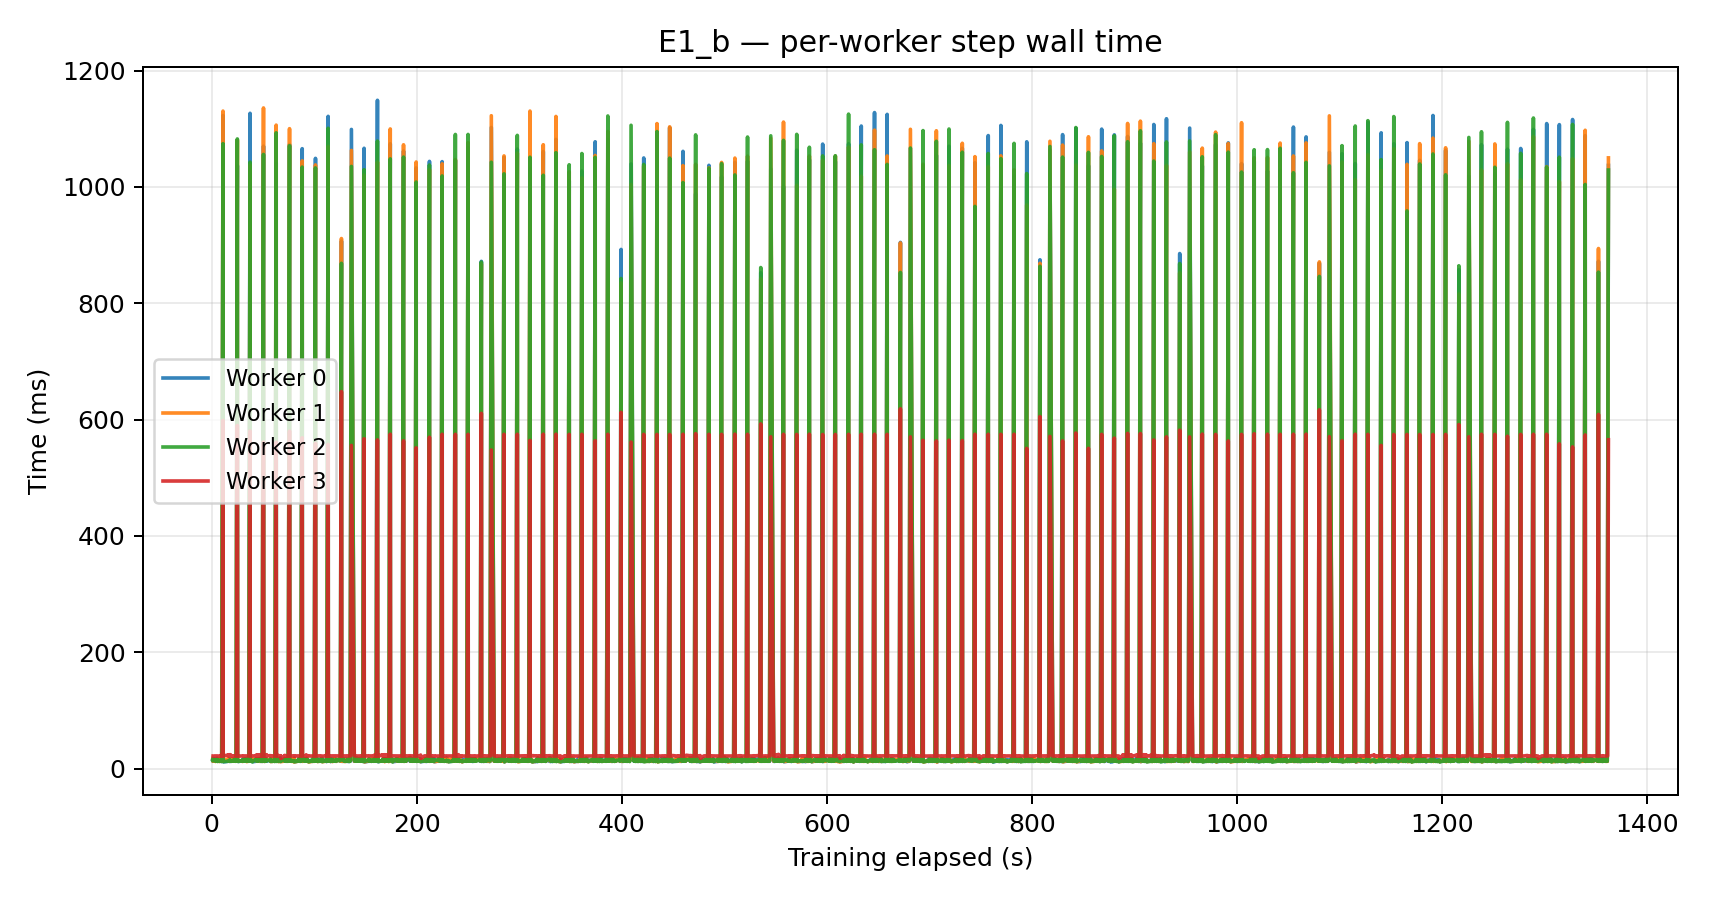 E1_b — per-worker step wall time
Time (ms)
1200
1000
800
600
400
200
0
Worker 0
Worker 1
Worker 2
Worker 3
0 200 400 600 800 1000 1200 1400
Training elapsed (s)